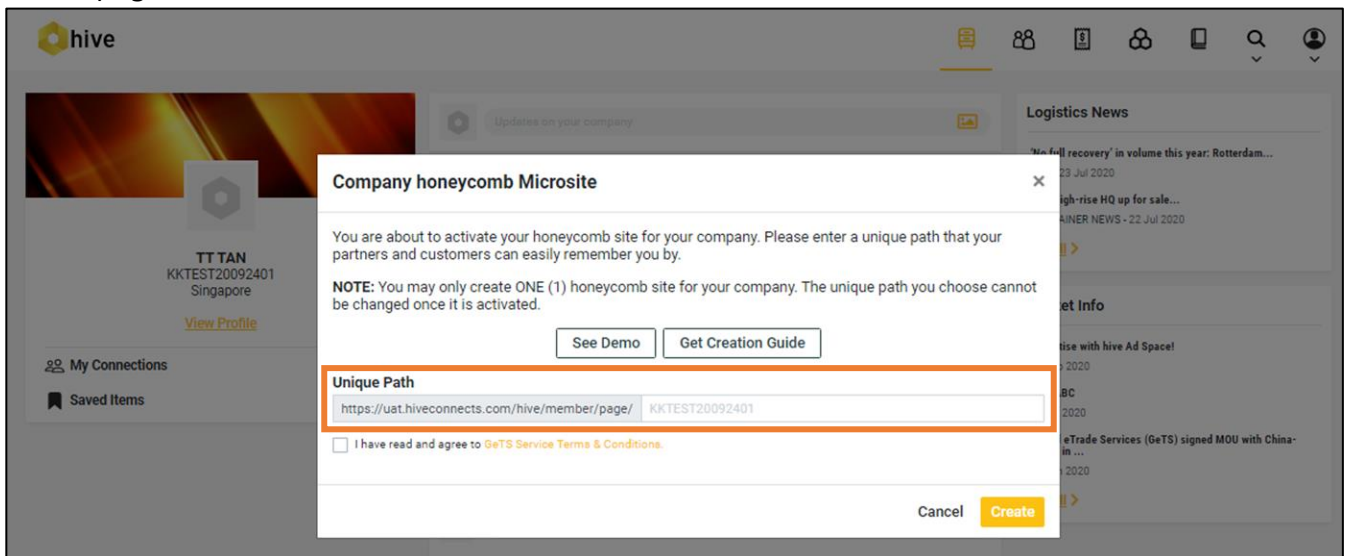 hive
Updates on your company
Logistics News
'No full recovery' in volume this year: Rotterdam...
23 Jul 2020
igh-rise HQ up for sale...
AINER NEWS - 22 Jul 2020
TT TAN
KKTEST20092401
Singapore
View Profile
My Connections
Saved Items
Company honeycomb Microsite
×
You are about to activate your honeycomb site for your company. Please enter a unique path that your
partners and customers can easily remember you by.
NOTE: You may only create ONE (1) honeycomb site for your company. The unique path you choose cannot
be changed once it is activated.
See Demo
Get Creation Guide
Unique Path
https://uat.hiveconnects.com/hive/member/page/ KKTEST20092401
I have read and agree to GeTS Service Terms & Conditions.
Cancel
Create
et Info
tise with hive Ad Space!
2020
BC
2020
eTrade Services (GeTS) signed MOU with China-
in ...
2020